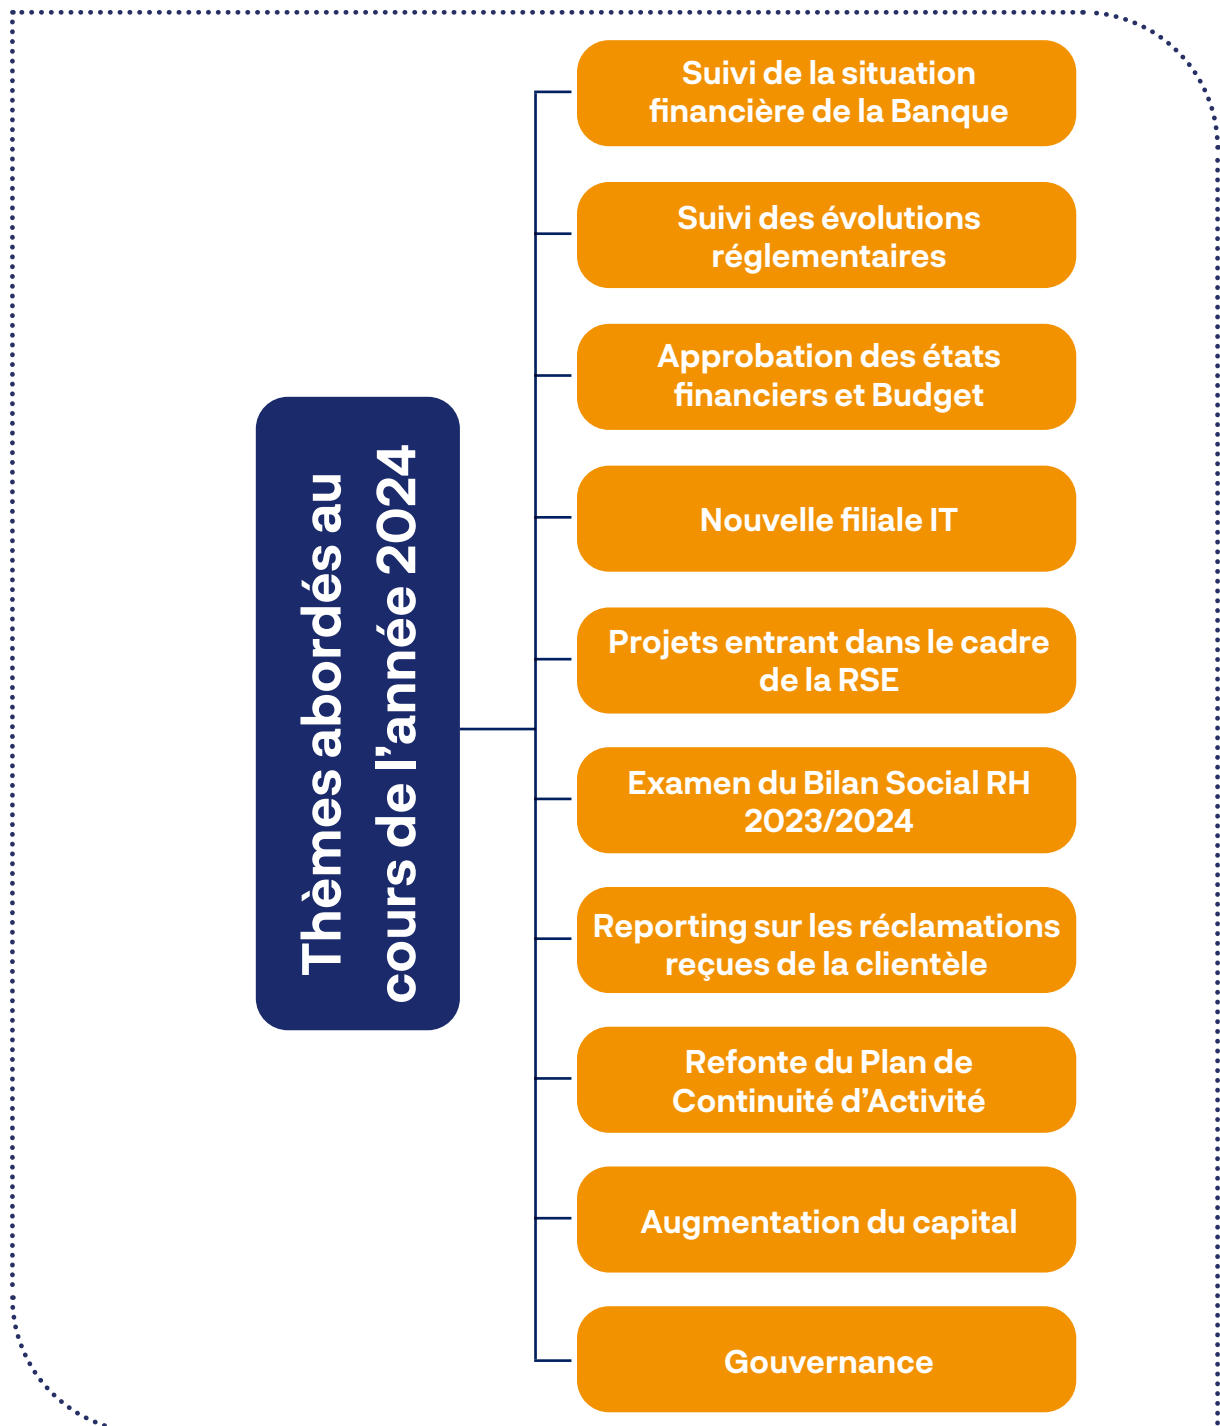 Thèmes abordés au
cours de l’année 2024
Suivi de la situation
financière de la Banque
Suivi des évolutions
réglementaires
Approbation des états
financiers et Budget
Nouvelle filiale IT
Projets entrant dans le cadre
de la RSE
Examen du Bilan Social RH
2023/2024
Reporting sur les réclamations
reçues de la clientèle
Refonte du Plan de
Continuité d’Activité
Augmentation du capital
Gouvernance